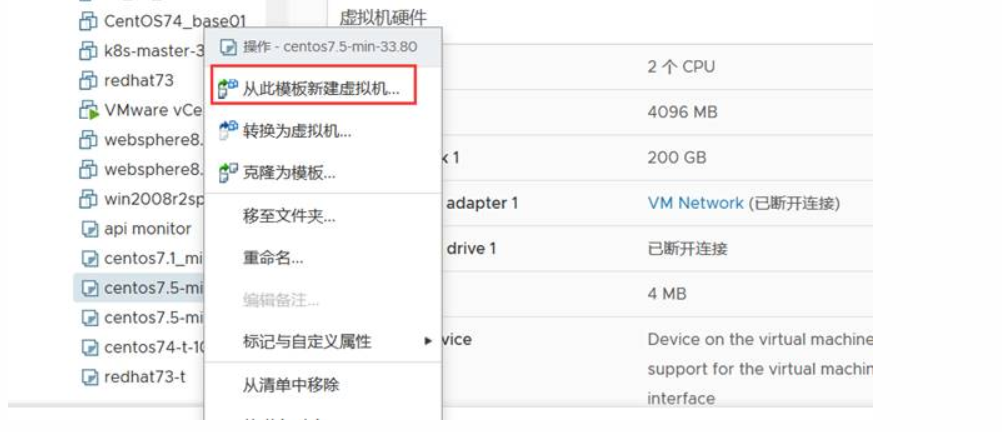 CentOS74_base01
k8s-master-3
redhat73
VMware vCe
websphere8.
websphere8.
win2008r2sp
api monitor
centos7.1_mi
centos7.5-mi
centos7.5-mi
centos74-t-10
redhat73-t
操作 - centos7.5-min-33.80
从此模板新建虚拟机...
转换为虚拟机...
克隆为模板...
移至文件夹...
重命名...
编辑备注...
标记与自定义属性
从清单中移除
虚拟机硬件
2 个 CPU
4096 MB
k 1
200 GB
adapter 1
VM Network (已断开连接)
drive 1
已断开连接
4 MB
vice
Device on the virtual machine
support for the virtual machin
interface